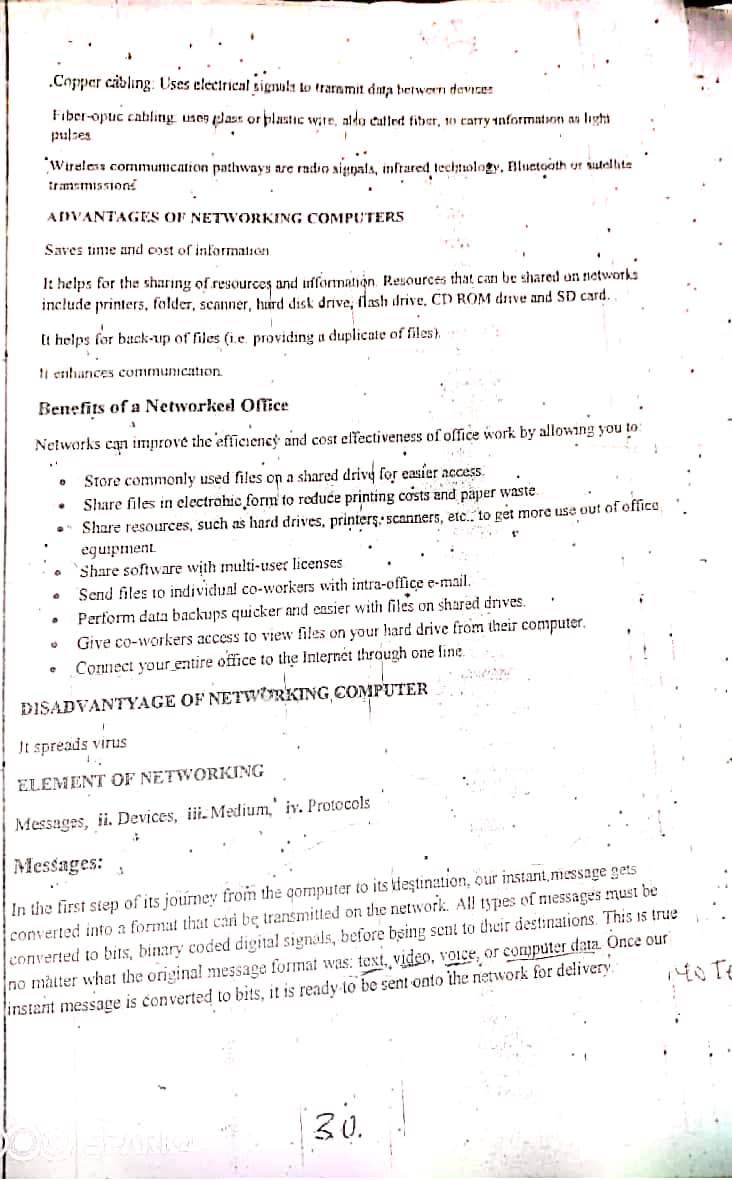 .Copper cabling: Uses electrical signals to transmit data between devices
Fiber-optic cabling: uses glass or plastic wire, also called fiber, to carry information as light
pulses
Wireless communication pathways are radio signals, infrared technology, Bluetooth or satellite
transmissions
ADVANTAGES OF NETWORKING COMPUTERS
Saves time and cost of information
It helps for the sharing of resources and information. Resources that can be shared on networks
include printers, folder, scanner, hard disk drive, flash drive, CD ROM drive and SD card.
It helps for back-up of files (i.e. providing a duplicate of files).
It enhances communication.
Benefits of a Networked Office
Networks can improve the efficiency and cost effectiveness of office work by allowing you to:
• Store commonly used files on a shared drive for easier access.
• Share files in electronic form to reduce printing costs and paper waste.
• Share resources, such as hard drives, printers, scanners, etc., to get more use out of office
equipment.
• Share software with multi-user licenses
• Send files to individual co-workers with intra-office e-mail.
• Perform data backups quicker and easier with files on shared drives.
• Give co-workers access to view files on your hard drive from their computer.
• Connect your entire office to the Internet through one line.
DISADVANTYAGE OF NETWORKING COMPUTER
It spreads virus
ELEMENT OF NETWORKING
Messages, ii. Devices, iii. Medium, iv. Protocols
Messages:
In the first step of its journey from the computer to its destination, our instant message gets
converted into a format that can be transmitted on the network. All types of messages must be
converted to bits, binary coded digital signals, before being sent to their destinations. This is true
no matter what the original message format was: text, video, voice, or computer data. Once our
instant message is converted to bits, it is ready to be sent onto the network for delivery.
30.